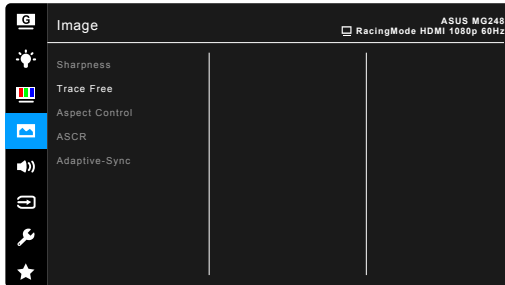 G
Image
ASUS MG248
RacingMode HDMI 1080p 60Hz
Sharpness
Trace Free
Aspect Control
ASCR
Adaptive-Sync